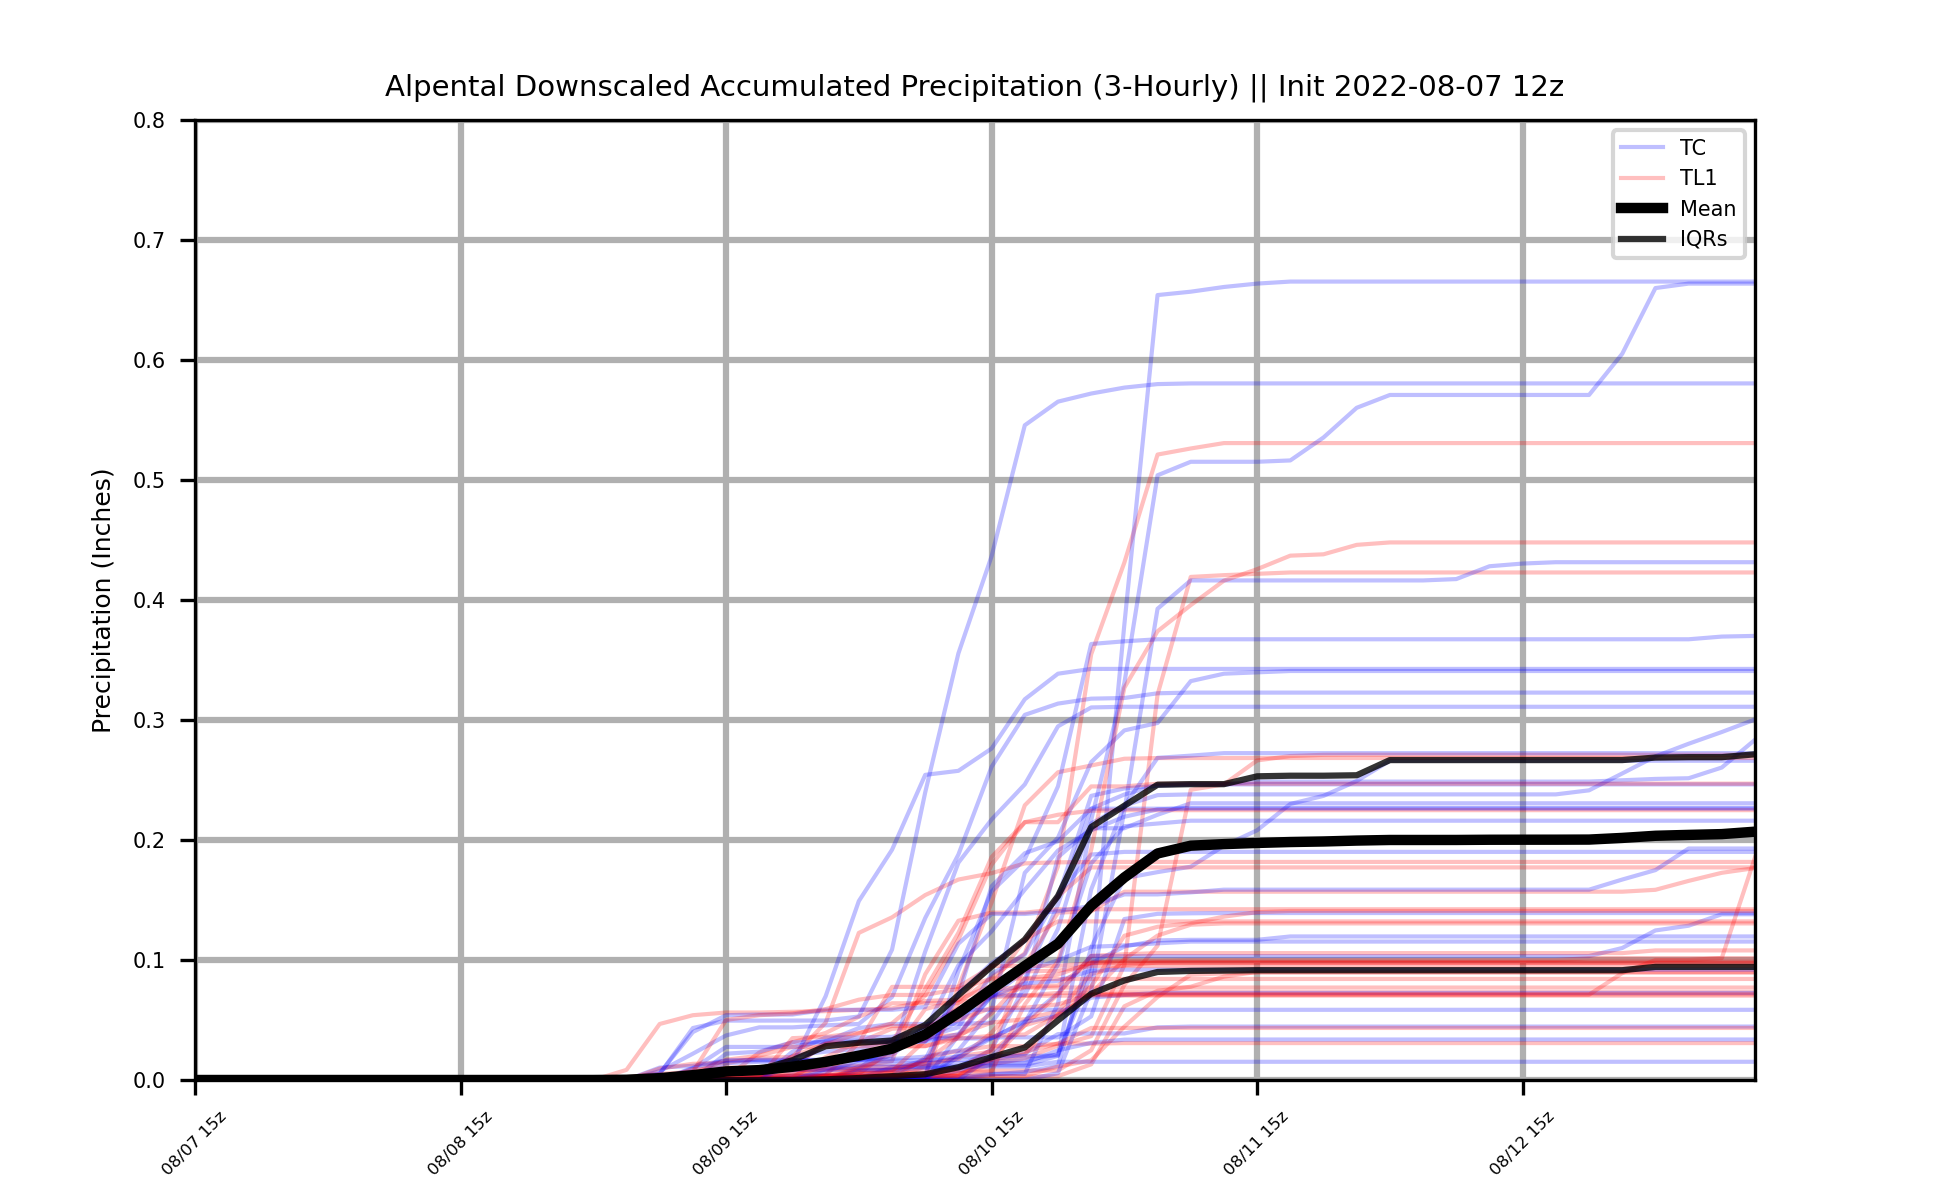 Alpental Downscaled Accumulated Precipitation (3-Hourly) || Init 2022-08-07 12z
TC
TL1
Mean
IQRs
Precipitation (Inches)
0.8
0.7
0.6
0.5
0.4
0.3
0.2
0.1
0.0
08/07 15z
08/08 15z
08/09 15z
08/10 15z
08/11 15z
08/12 15z